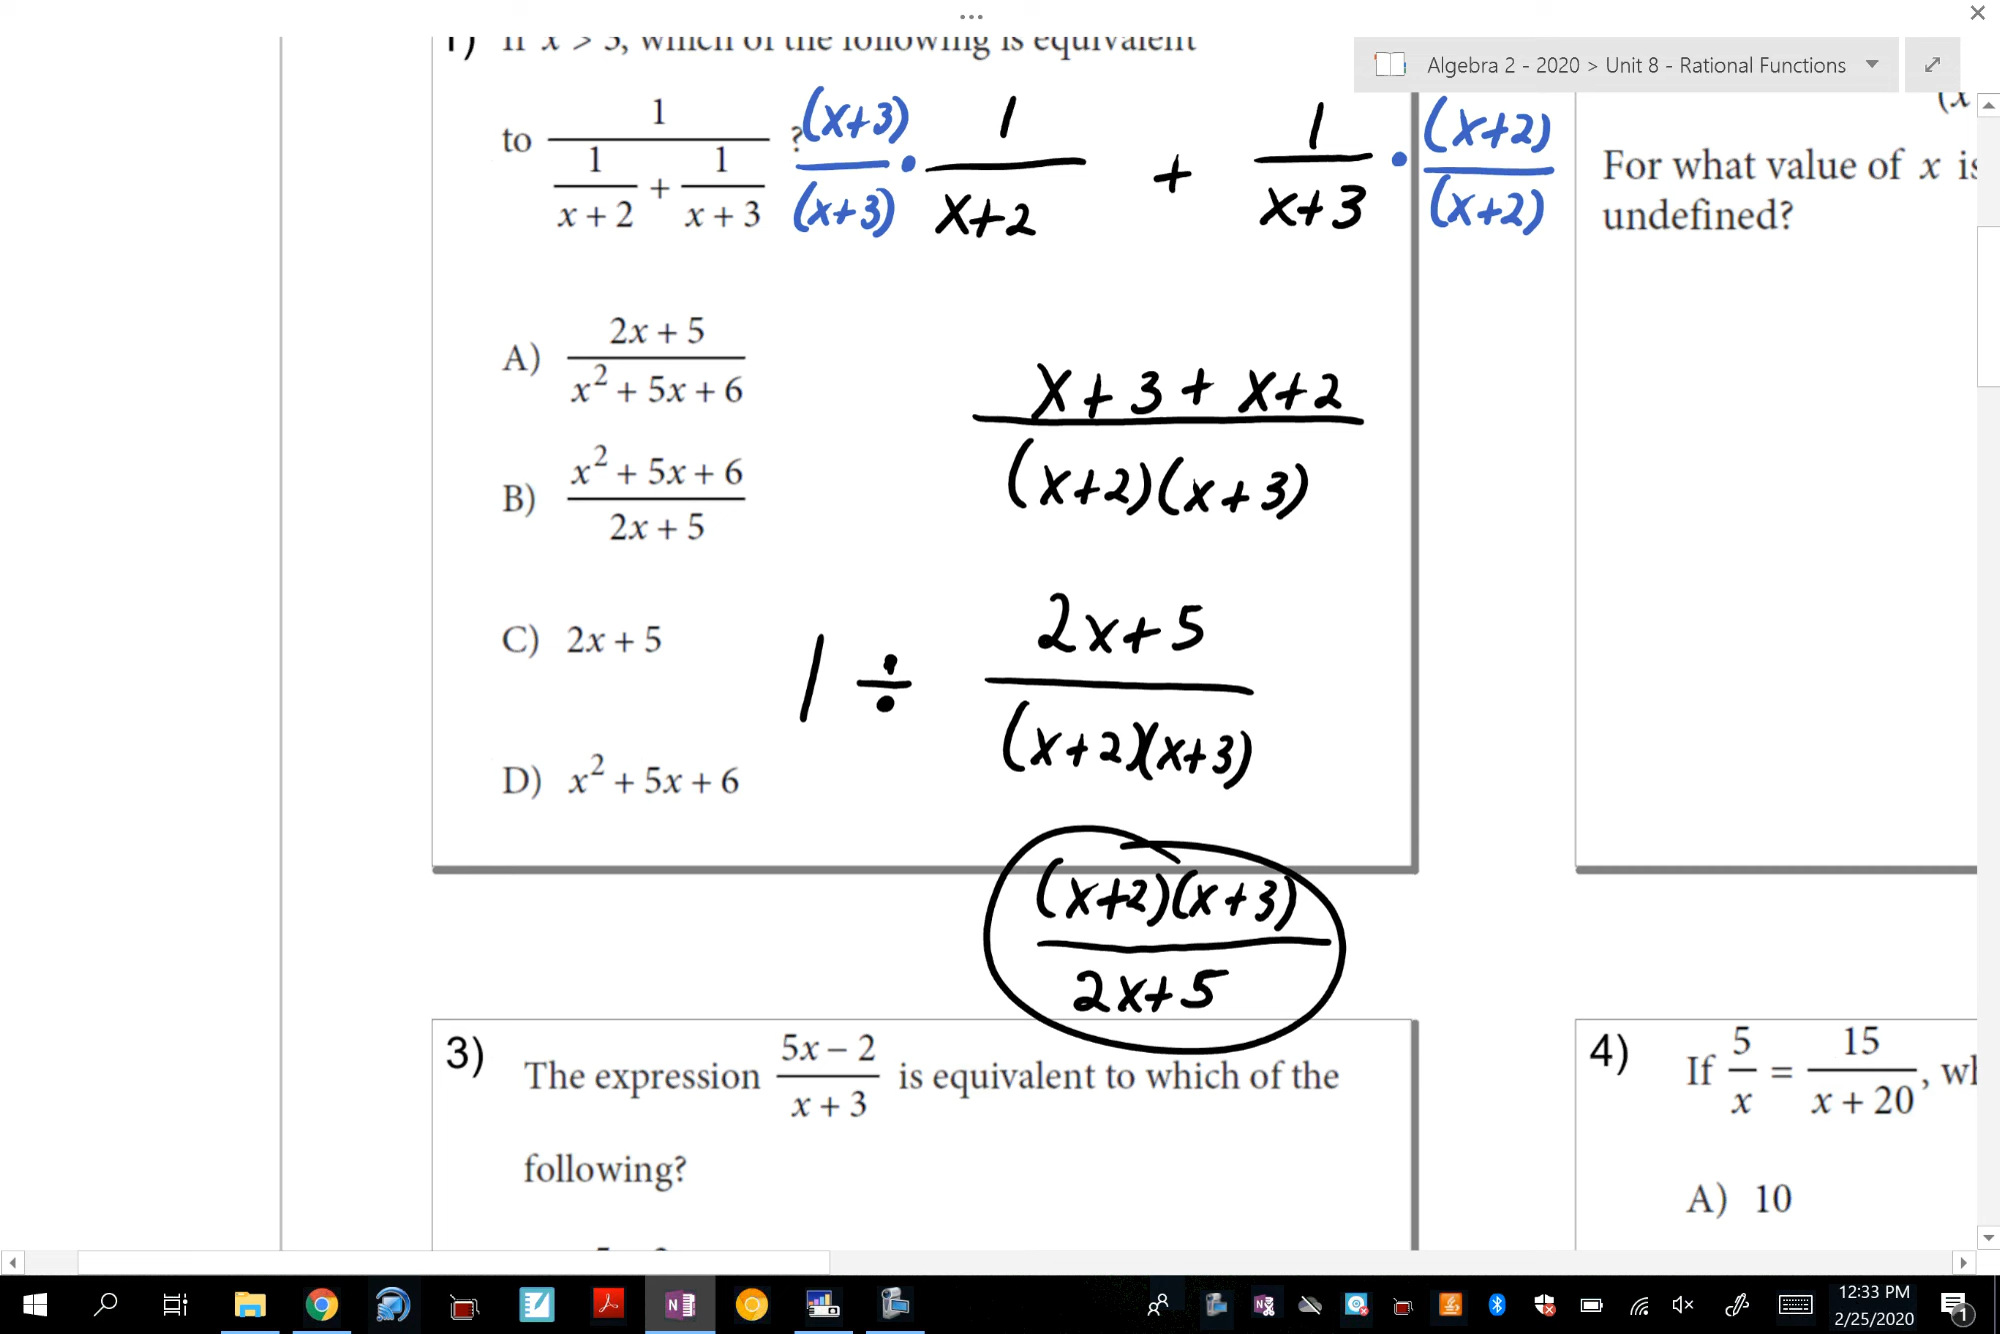 1) If x > 3, which of the following is equivalent
Algebra 2 - 2020 > Unit 8 - Rational Functions
to 1 / (1/(x + 2) + 1/(x + 3)) ?
(x+3)/(x+3) · 1/(x+2) + 1/(x+3) · (x+2)/(x+2)
A) (2x + 5)/(x² + 5x + 6)
x+3+x+2
(x+2)(x+3)
B) (x² + 5x + 6)/(2x + 5)
C) 2x + 5
1 ÷ (2x+5)/((x+2)(x+3))
D) x² + 5x + 6
(x+2)(x+3)
2x+5
(x
For what value of x is
undefined?
3) The expression (5x − 2)/(x + 3) is equivalent to which of the
following?
4) If 5/x = 15/(x + 20), wh
A) 10
12:33 PM
2/25/2020
1